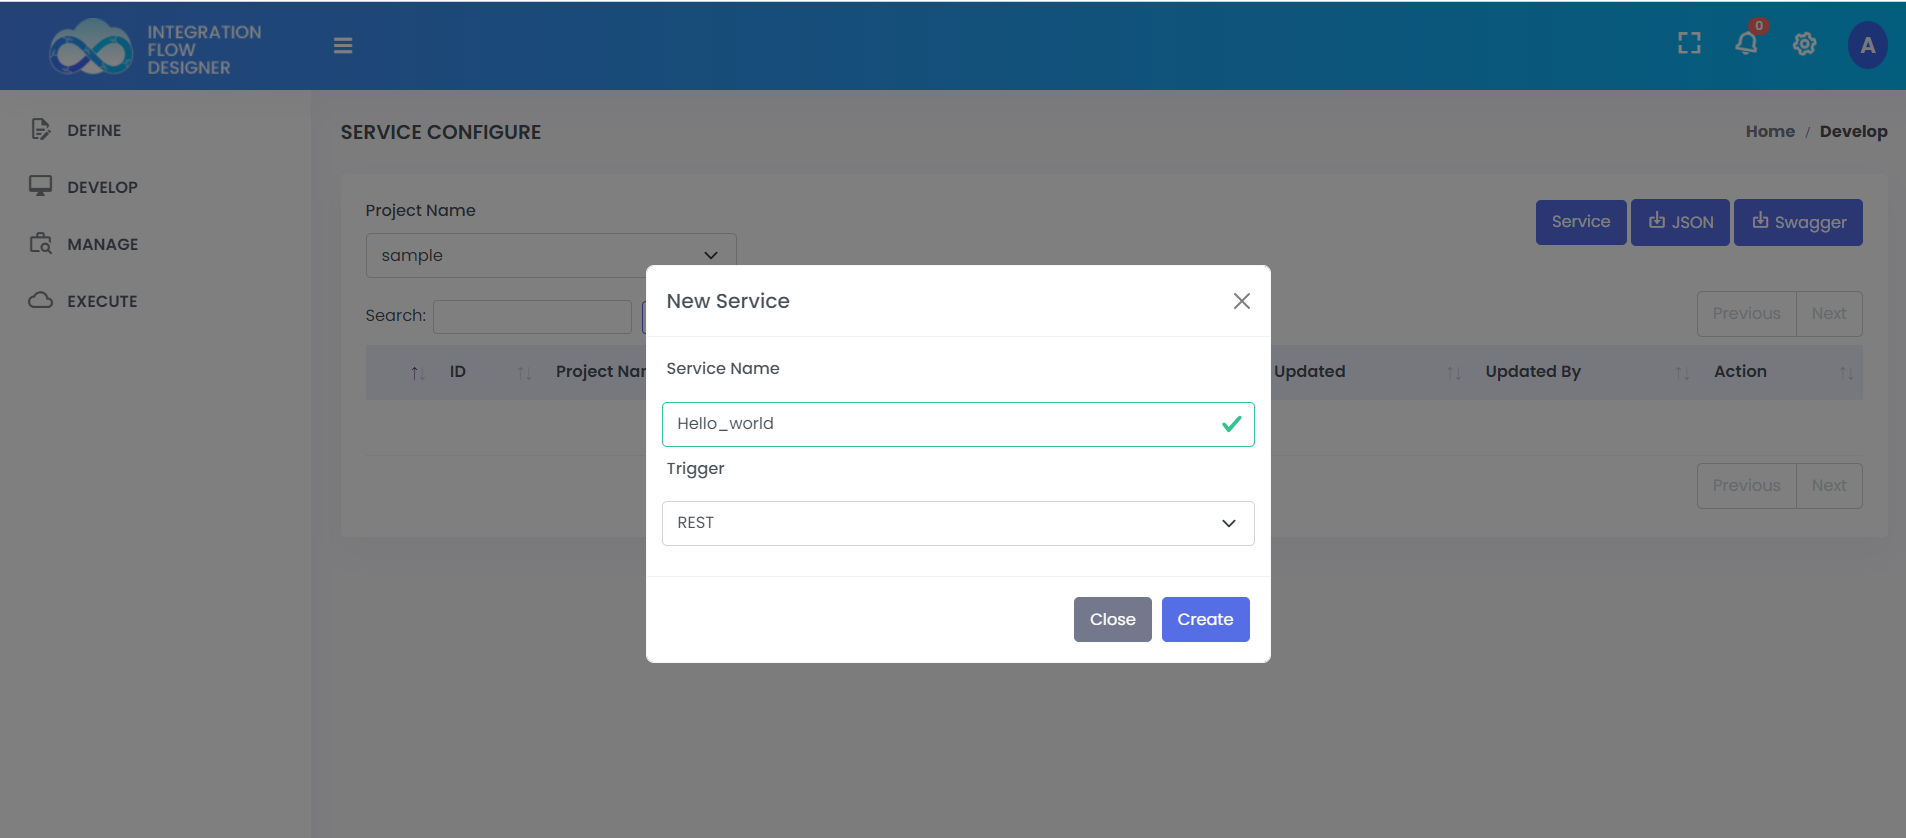 INTEGRATION
FLOW
DESIGNER
0
A
DEFINE
DEVELOP
MANAGE
EXECUTE
SERVICE CONFIGURE
Home / Develop
Project Name
sample
Service
JSON
Swagger
Search:
Previous Next
ID Project Nar Updated Updated By Action
Previous Next
New Service
Service Name
Hello_world
Trigger
REST
Close Create